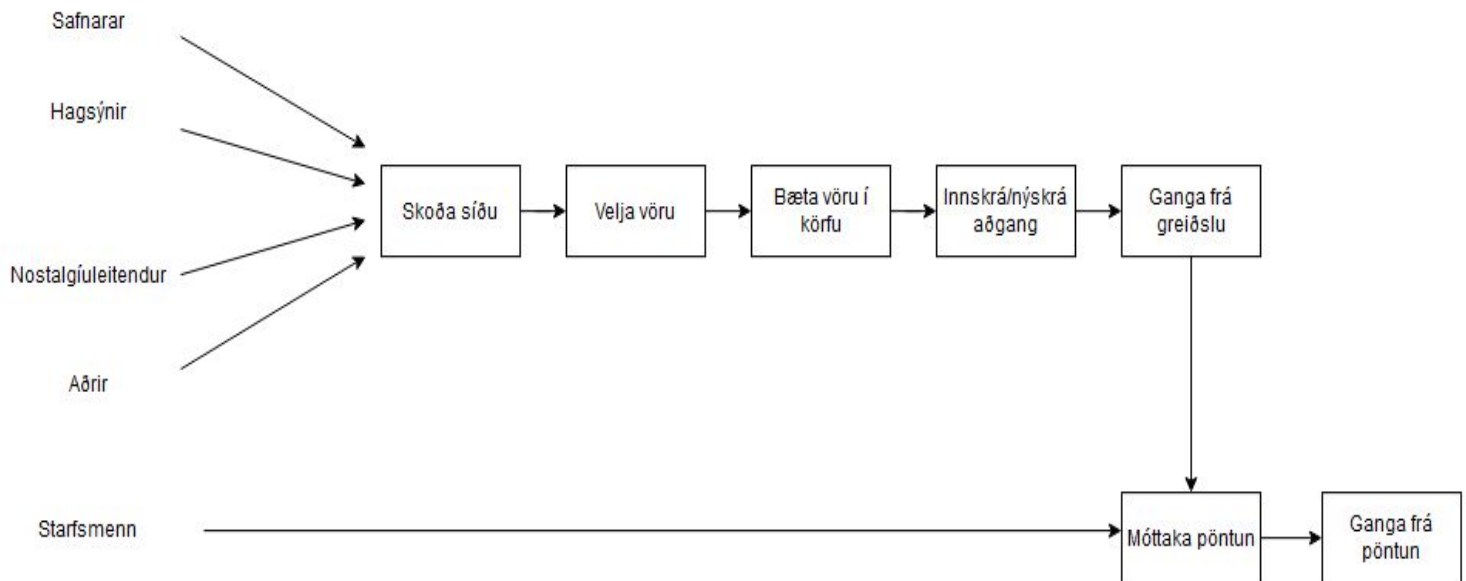 Safnarar
Hagsýnir
Nostalgíuleitendur
Aðrir
Skoða síðu
Velja vöru
Bæta vöru í
körfu
Innskrá/nýskrá
aðgang
Ganga frá
greiðslu
Starfsmenn
Móttaka pöntun
Ganga frá
pöntun